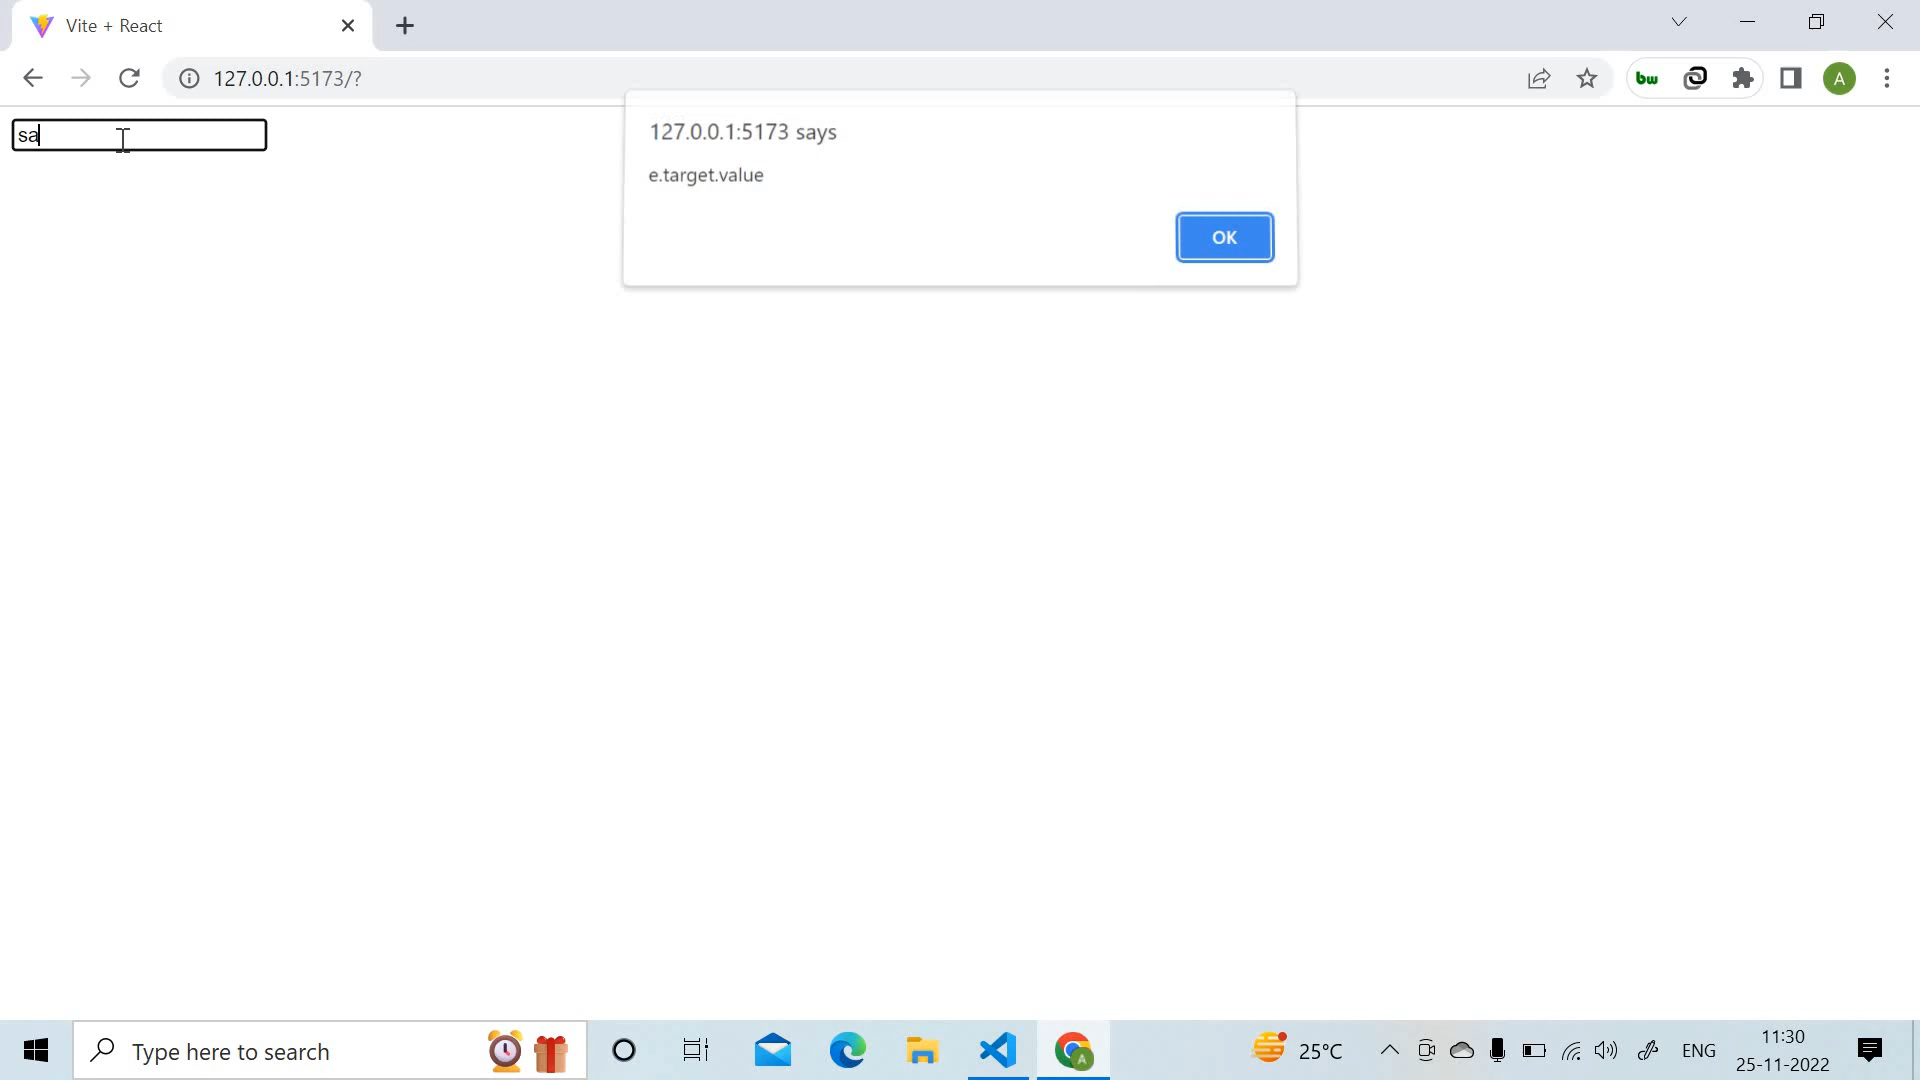 Vite + React
127.0.0.1:5173/?
bw
A
sa
127.0.0.1:5173 says
e.target.value
OK
Type here to search
A
25°C
ENG
11:30
25-11-2022